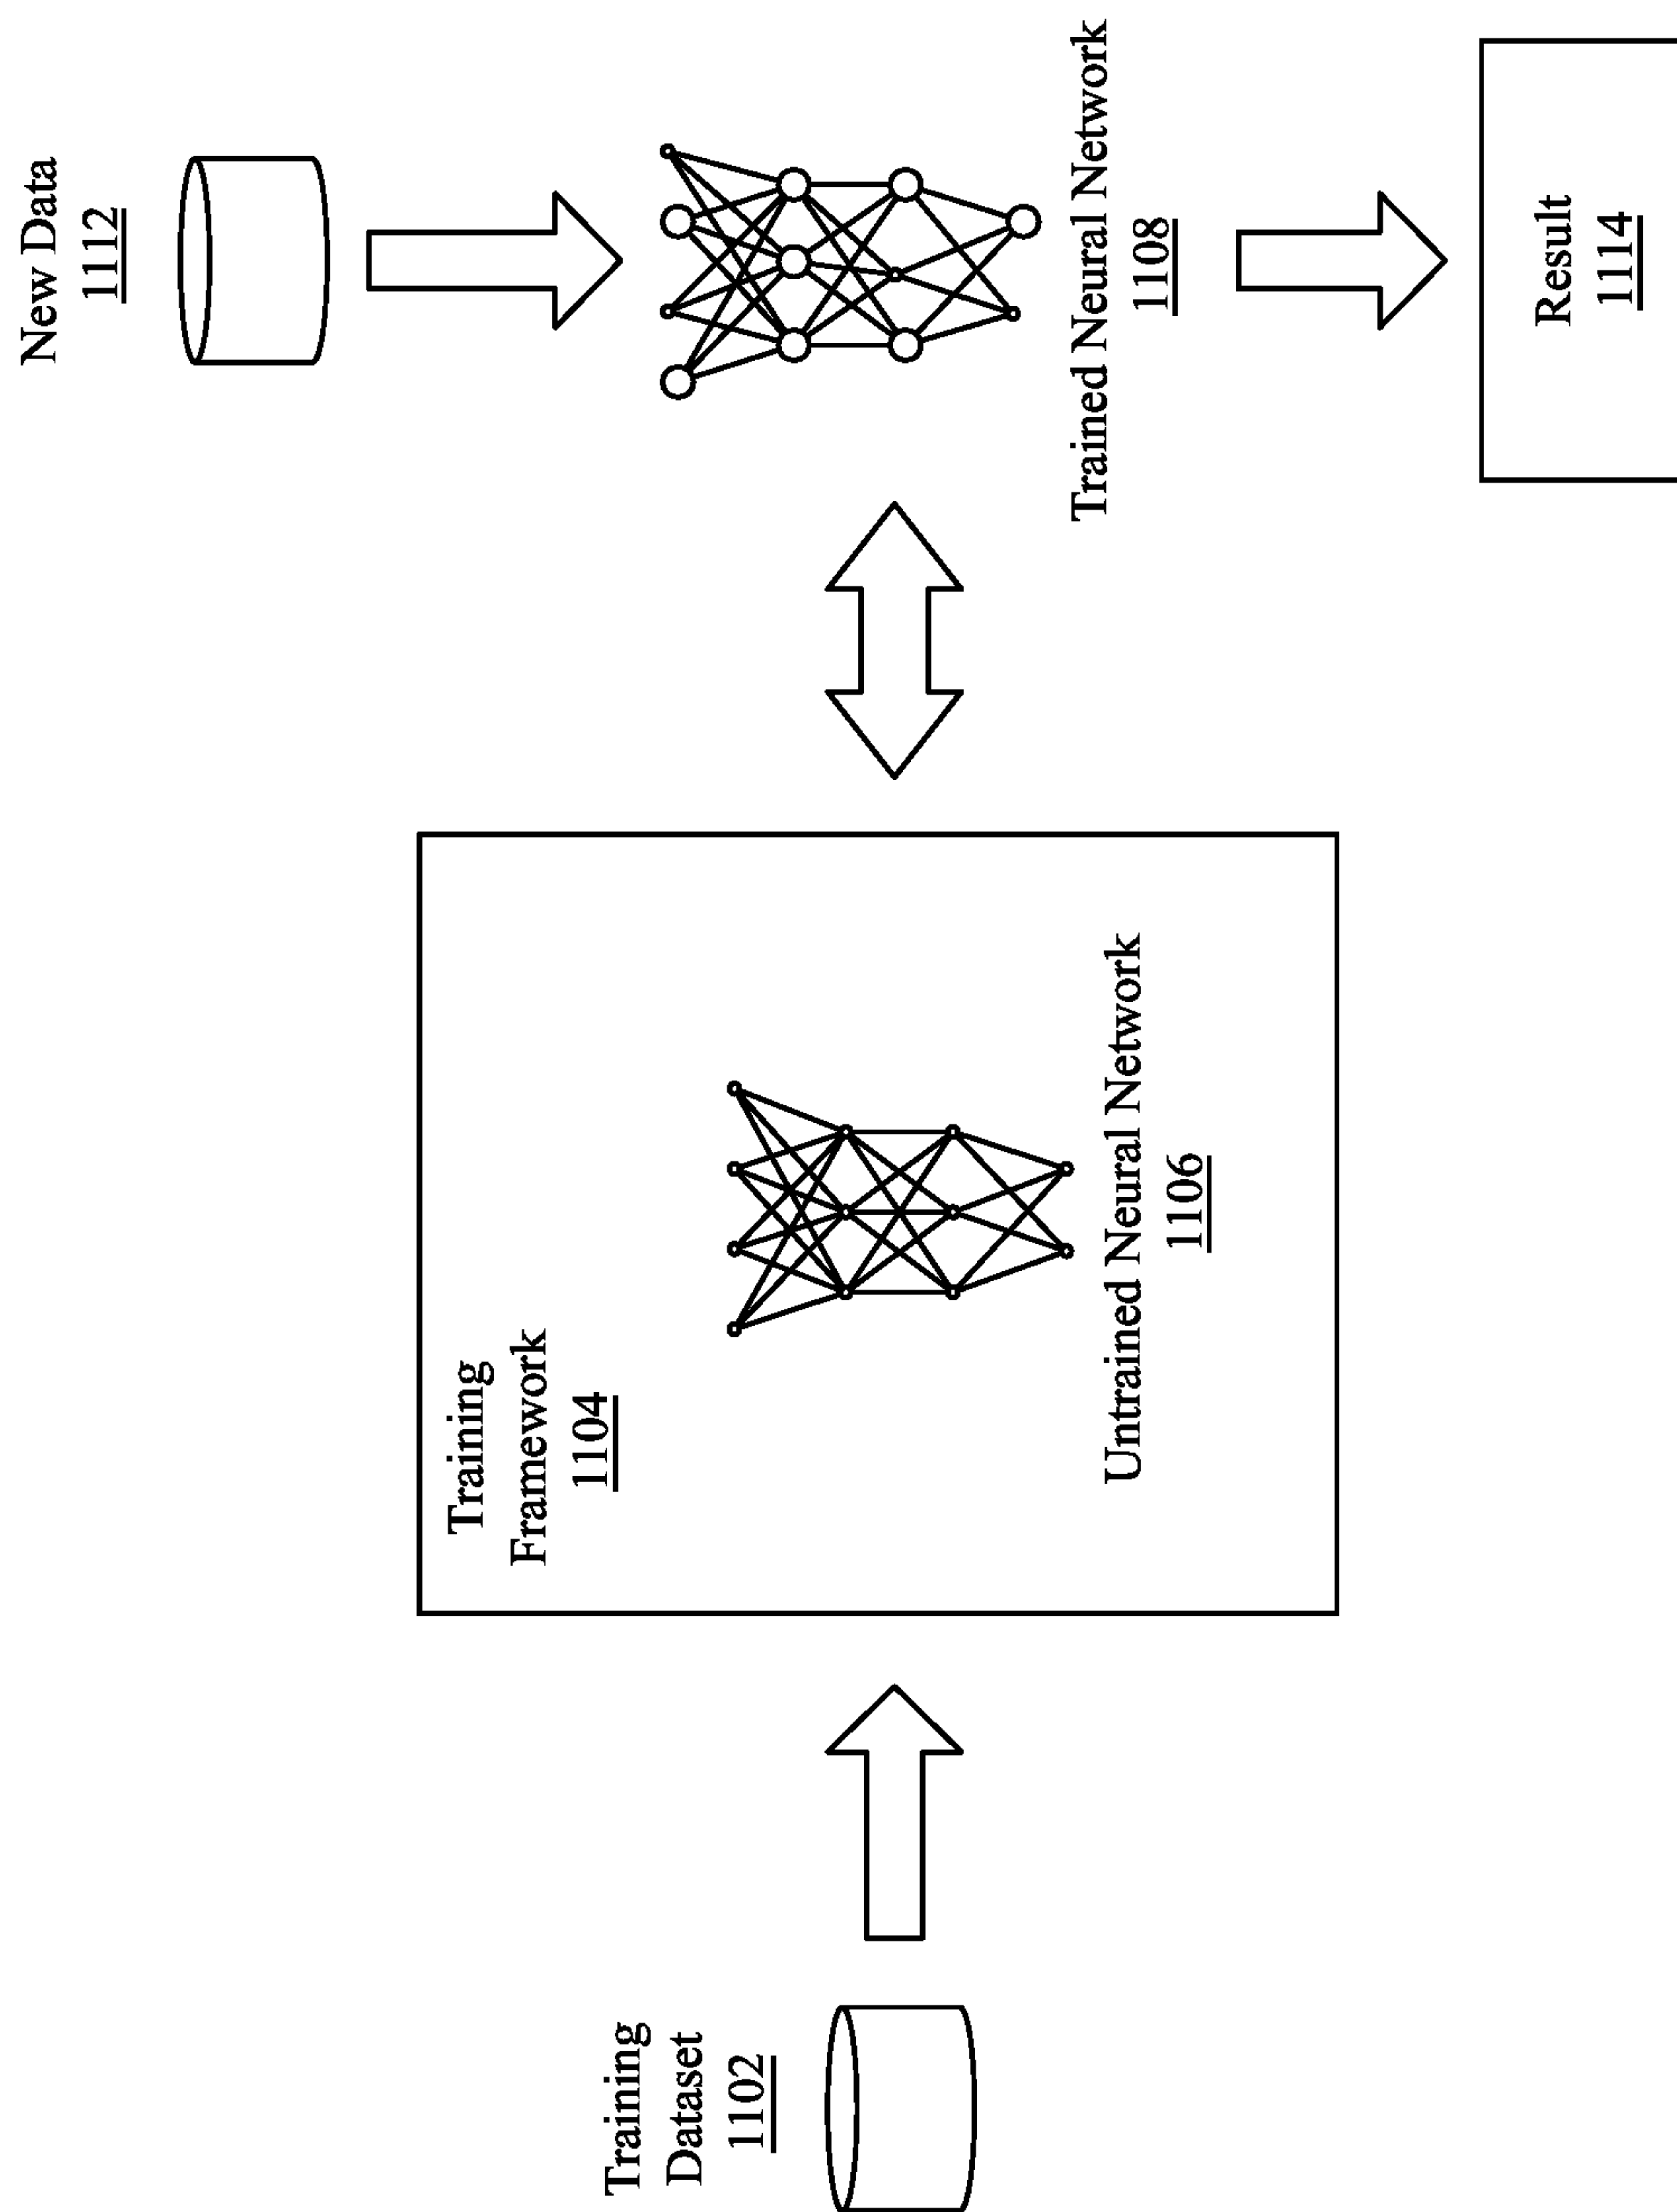 Training
Dataset
1102
Training
Framework
1104
Untrained Neural Network
1106
New Data
1112
Trained Neural Network
1108
Result
1114